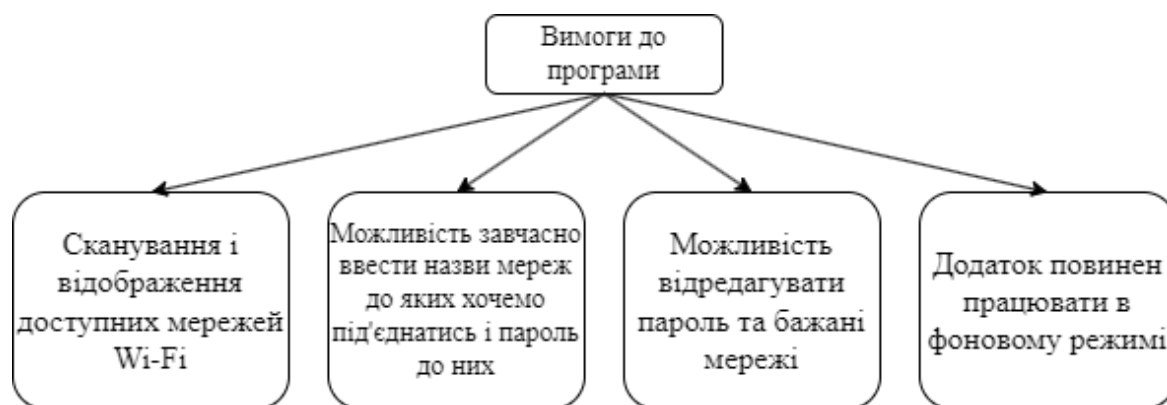 Вимоги до
програми
Сканування і
відображення
доступних мережей
Wi-Fi
Можливість завчасно
ввести назви мереж
до яких хочемо
під'єднатись і пароль
до них
Можливість
відредагувати
пароль та бажані
мережі
Додаток повинен
працювати в
фоновому режимі